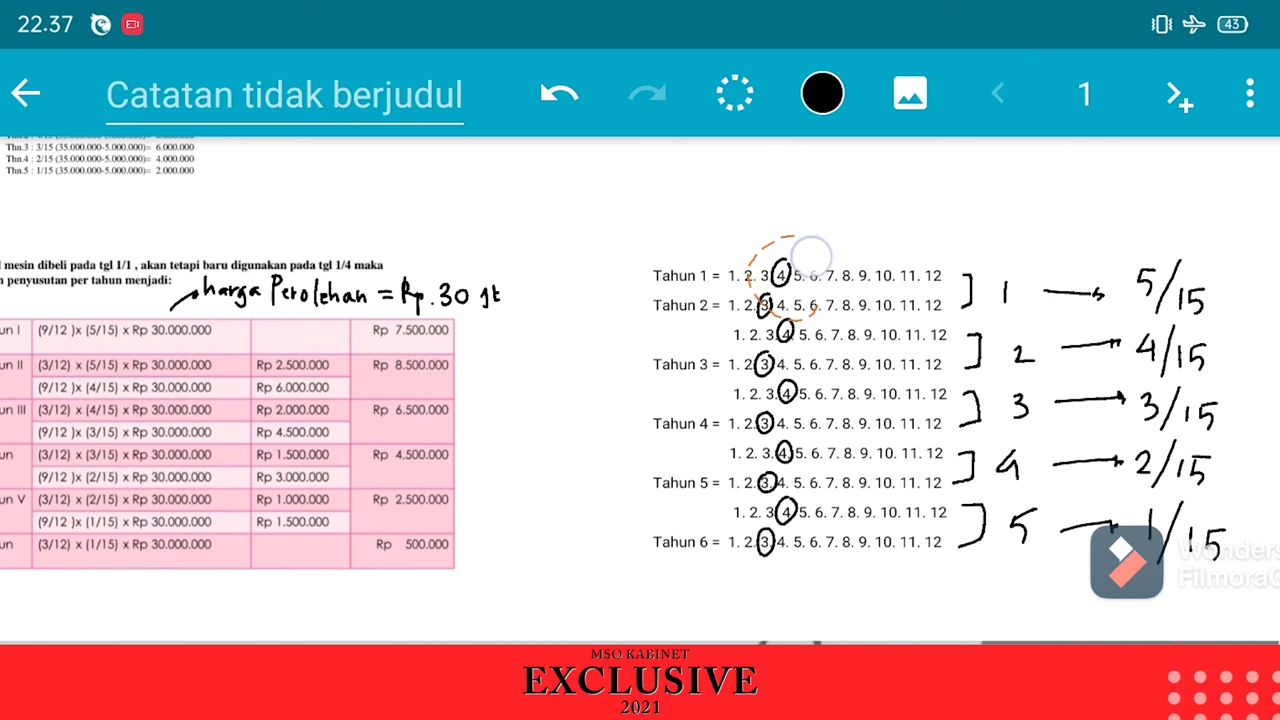 22.37
43
Catatan tidak berjudul
1
Thn.3 : 3/15 (35.000.000-5.000.000)= 6.000.000
Thn.4 : 2/15 (35.000.000-5.000.000)= 4.000.000
Thn.5 : 1/15 (35.000.000-5.000.000)= 2.000.000
mesin dibeli pada tgl 1/1 , akan tetapi baru digunakan pada tgl 1/4 maka
penyusutan per tahun menjadi:
harga Perolehan = Rp. 30 Jt
un I (9/12 )x (5/15) x Rp 30.000.000 Rp 7.500.000
un II (3/12) x (5/15) x Rp 30.000.000 Rp 2.500.000 Rp 8.500.000
(9/12 )x (4/15) x Rp 30.000.000 Rp 6.000.000
un III (3/12) x (4/15) x Rp 30.000.000 Rp 2.000.000 Rp 6.500.000
(9/12 )x (3/15) x Rp 30.000.000 Rp 4.500.000
un (3/12) x (3/15) x Rp 30.000.000 Rp 1.500.000 Rp 4.500.000
(9/12 )x (2/15) x Rp 30.000.000 Rp 3.000.000
un V (3/12) x (2/15) x Rp 30.000.000 Rp 1.000.000 Rp 2.500.000
(9/12 )x (1/15) x Rp 30.000.000 Rp 1.500.000
un (3/12) x (1/15) x Rp 30.000.000 Rp 500.000
Tahun 1 = 1. 2. 3. 4. 5. 6. 7. 8. 9. 10. 11. 12
Tahun 2 = 1. 2. 3. 4. 5. 6. 7. 8. 9. 10. 11. 12
1. 2. 3. 4. 5. 6. 7. 8. 9. 10. 11. 12
Tahun 3 = 1. 2. 3. 4. 5. 6. 7. 8. 9. 10. 11. 12
1. 2. 3. 4. 5. 6. 7. 8. 9. 10. 11. 12
Tahun 4 = 1. 2. 3. 4. 5. 6. 7. 8. 9. 10. 11. 12
1. 2. 3. 4. 5. 6. 7. 8. 9. 10. 11. 12
Tahun 5 = 1. 2. 3. 4. 5. 6. 7. 8. 9. 10. 11. 12
1. 2. 3. 4. 5. 6. 7. 8. 9. 10. 11. 12
Tahun 6 = 1. 2. 3. 4. 5. 6. 7. 8. 9. 10. 11. 12
] 1 → 5/15
] 2 → 4/15
] 3 → 3/15
] 4 → 2/15
] 5 → 1/15
Wonders
FilmoraG
MSO KABINET
EXCLUSIVE
2021